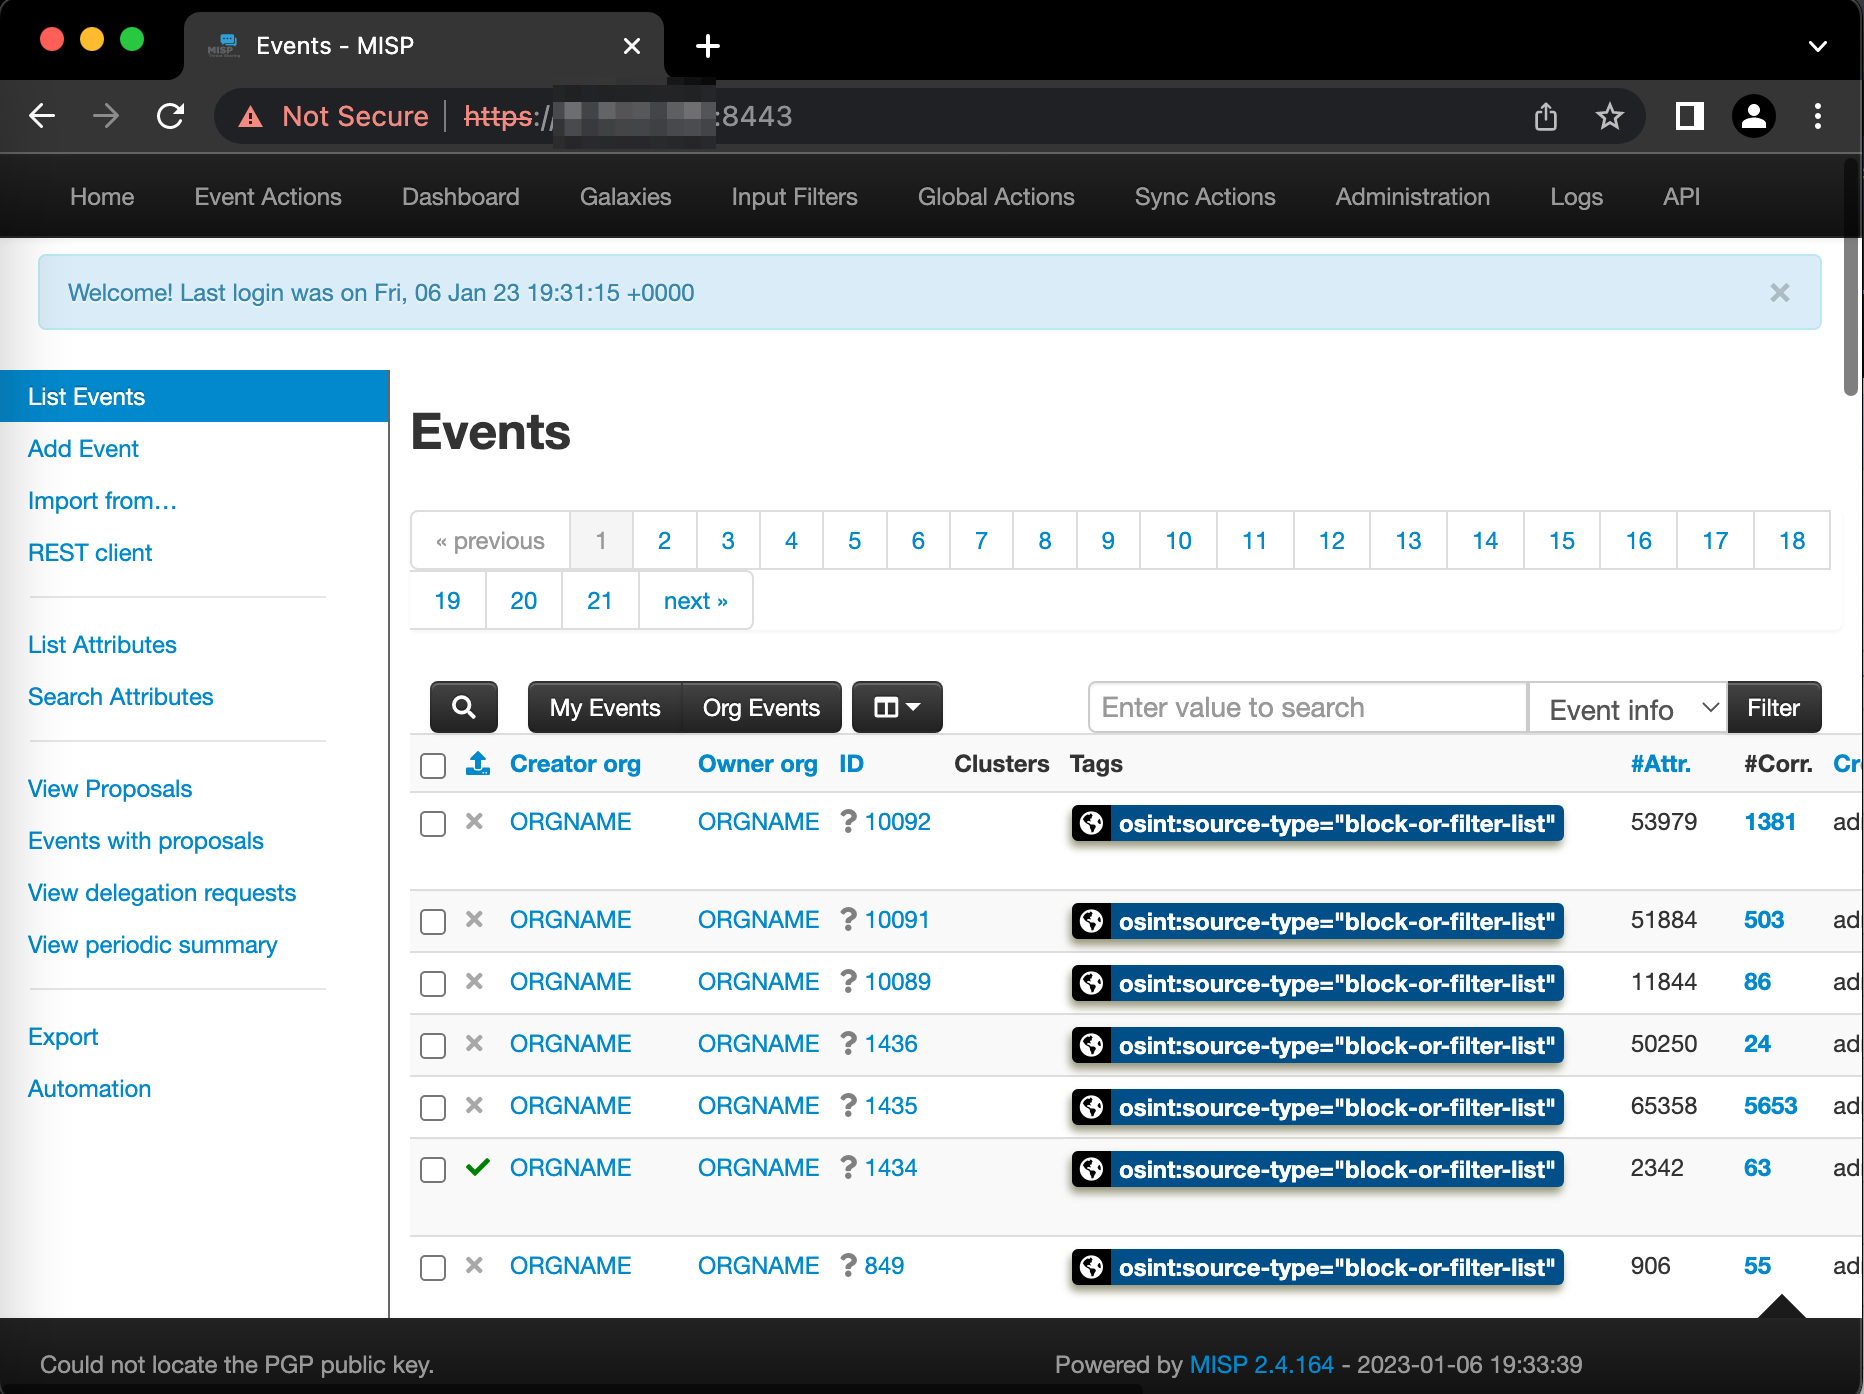 Events - MISP
Not Secure https:// :8443
Home Event Actions Dashboard Galaxies Input Filters Global Actions Sync Actions Administration Logs API
Welcome! Last login was on Fri, 06 Jan 23 19:31:15 +0000 ×
List Events
Add Event
Import from...
REST client
List Attributes
Search Attributes
View Proposals
Events with proposals
View delegation requests
View periodic summary
Export
Automation
Events
« previous 1 2 3 4 5 6 7 8 9 10 11 12 13 14 15 16 17 18
19 20 21 next »
My Events Org Events Enter value to search Event info Filter
Creator org Owner org ID Clusters Tags #Attr. #Corr. Cr
ORGNAME ORGNAME ? 10092 osint:source-type="block-or-filter-list" 53979 1381 ad
ORGNAME ORGNAME ? 10091 osint:source-type="block-or-filter-list" 51884 503 ad
ORGNAME ORGNAME ? 10089 osint:source-type="block-or-filter-list" 11844 86 ad
ORGNAME ORGNAME ? 1436 osint:source-type="block-or-filter-list" 50250 24 ad
ORGNAME ORGNAME ? 1435 osint:source-type="block-or-filter-list" 65358 5653 ad
ORGNAME ORGNAME ? 1434 osint:source-type="block-or-filter-list" 2342 63 ad
ORGNAME ORGNAME ? 849 osint:source-type="block-or-filter-list" 906 55 ad
Could not locate the PGP public key. Powered by MISP 2.4.164 - 2023-01-06 19:33:39